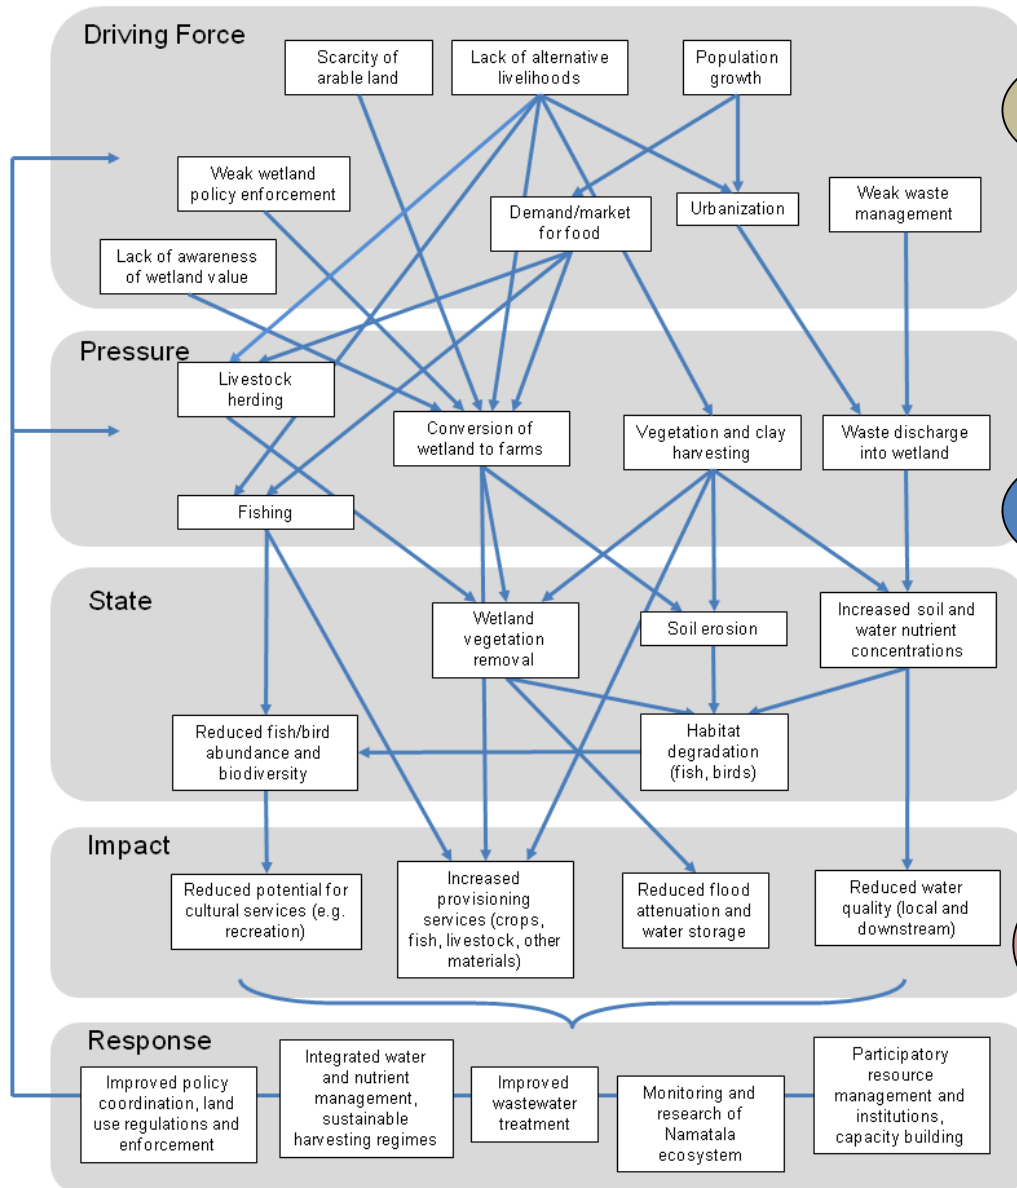 Driving Force
Scarcity of
arable land
Lack of alternative
livelihoods
Population
growth
Weak wetland
policy enforcement
Demand/market
for food
Urbanization
Weak waste
management
Lack of awareness
of wetland value
Pressure
Livestock
herding
Conversion of
wetland to farms
Vegetation and clay
harvesting
Waste discharge
into wetland
Fishing
State
Wetland
vegetation
removal
Soil erosion
Increased soil and
water nutrient
concentrations
Reduced fish/bird
abundance and
biodiversity
Habitat
degradation
(fish, birds)
Impact
Reduced potential for
cultural services (e.g.
recreation)
Increased
provisioning
services (crops,
fish, livestock, other
materials)
Reduced flood
attenuation and
water storage
Reduced water
quality (local and
downstream)
Response
Improved policy
coordination, land
use regulations and
enforcement
Integrated water
and nutrient
management,
sustainable
harvesting regimes
Improved
wastewater
treatment
Monitoring and
research of
Namatala
ecosystem
Participatory
resource
management and
institutions,
capacity building